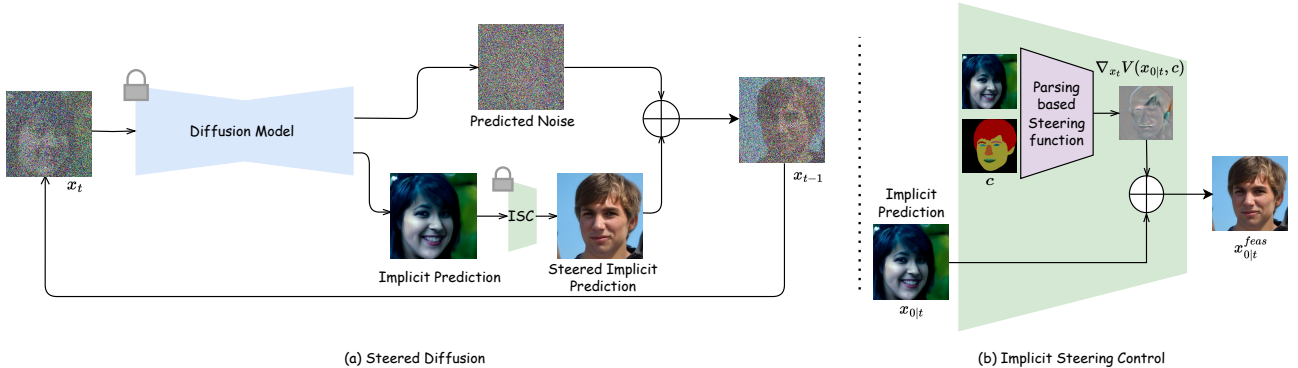 Diffusion Model
Predicted Noise
x_t
x_{t-1}
ISC
Implicit Prediction
Steered Implicit
Prediction
(a) Steered Diffusion
Parsing
based
Steering
function
∇_{x_t} V(x_{0|t}, c)
c
Implicit
Prediction
x_{0|t}
x_{0|t}^{feas}
(b) Implicit Steering Control